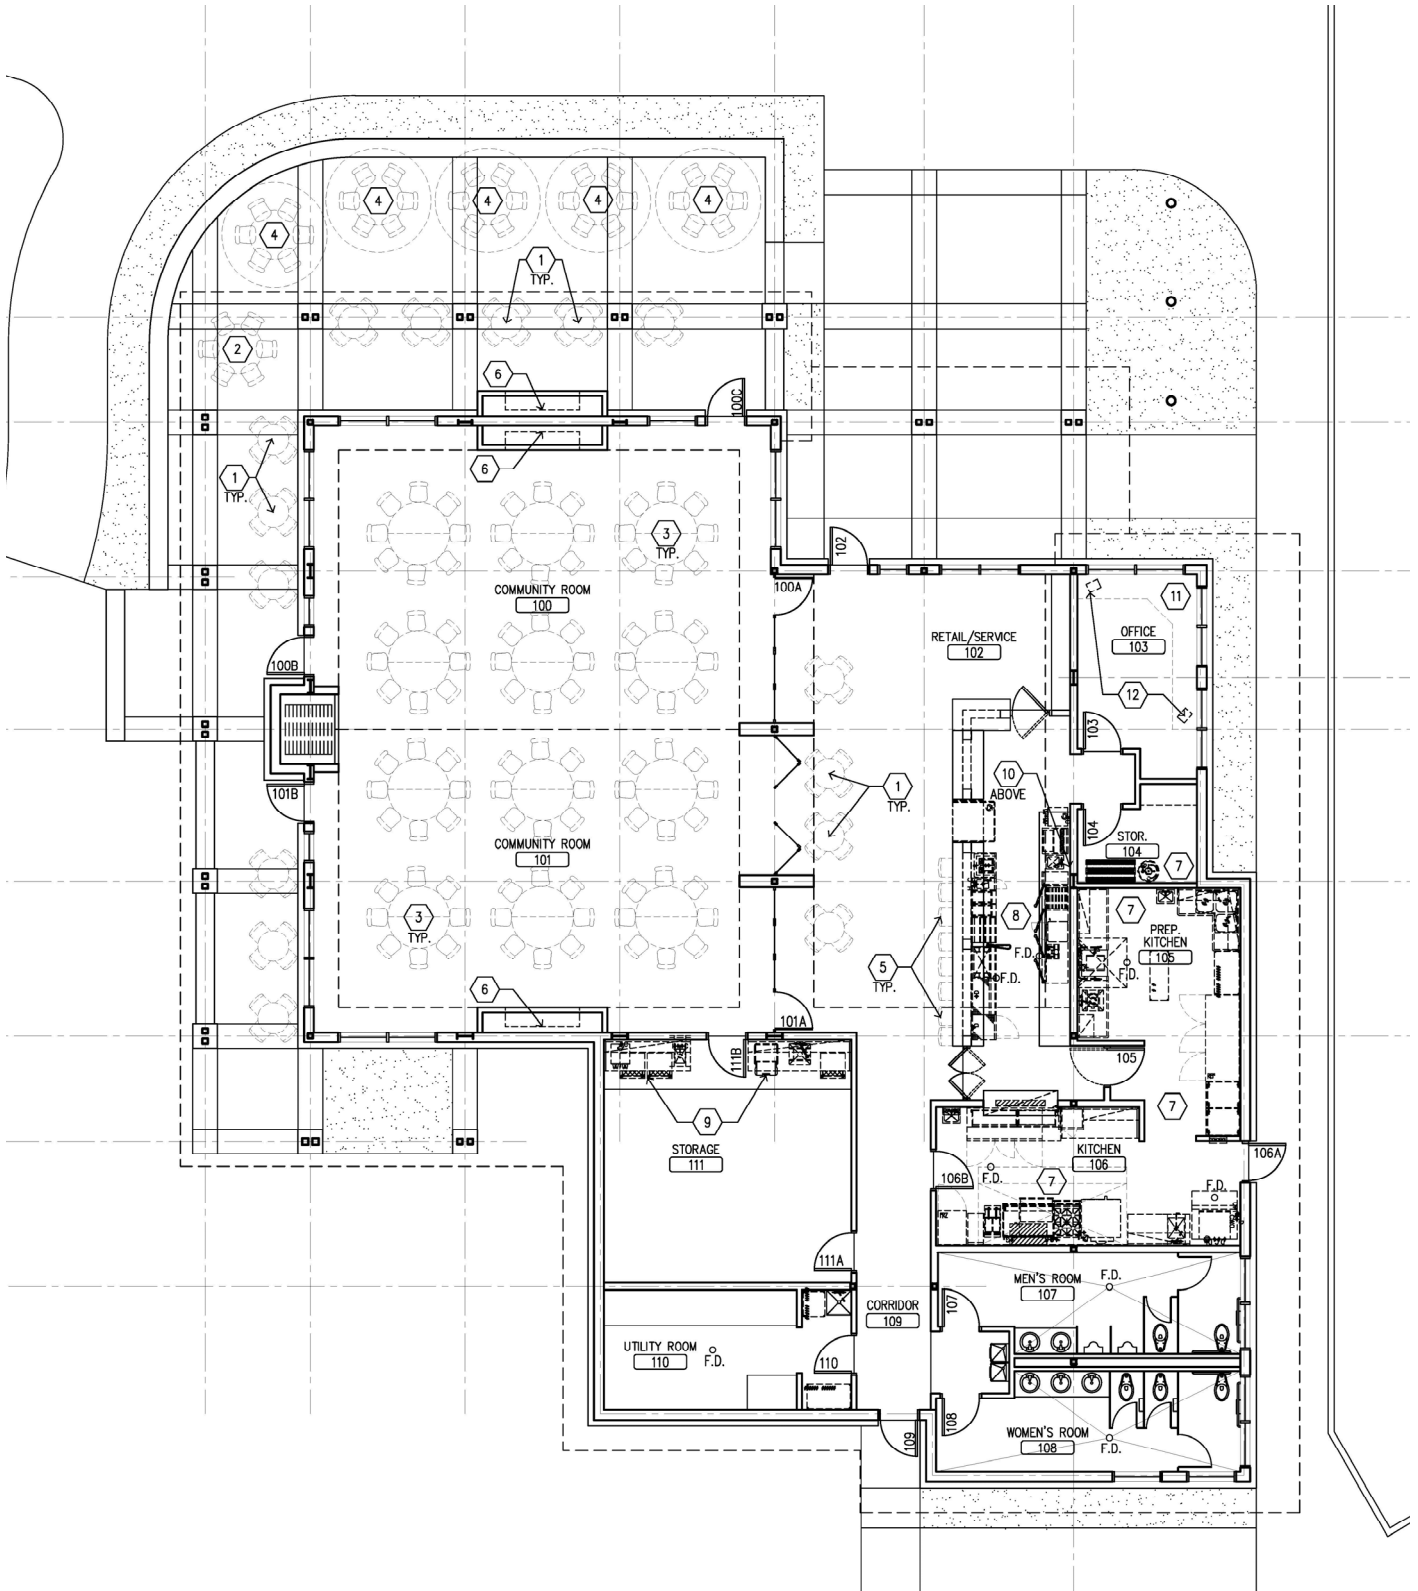 4
4
4
4
4
1
TYP.
2
6
100C
6
1
TYP.
3
TYP.
102
100A
COMMUNITY ROOM
100
RETAIL/SERVICE
102
11
OFFICE
103
100B
12
103
101B
10
ABOVE
1
TYP.
104
STOR.
104
7
COMMUNITY ROOM
101
3
TYP.
8
F.D.
F.D.
7
PREP.
KITCHEN
105
F.D.
5
TYP.
6
101A
111B
105
9
7
STORAGE
111
KITCHEN
106
106A
106B
F.D.
7
F.D.
111A
MEN'S ROOM
107
F.D.
107
CORRIDOR
109
UTILITY ROOM
110
F.D.
110
108
109
WOMEN'S ROOM
108
F.D.